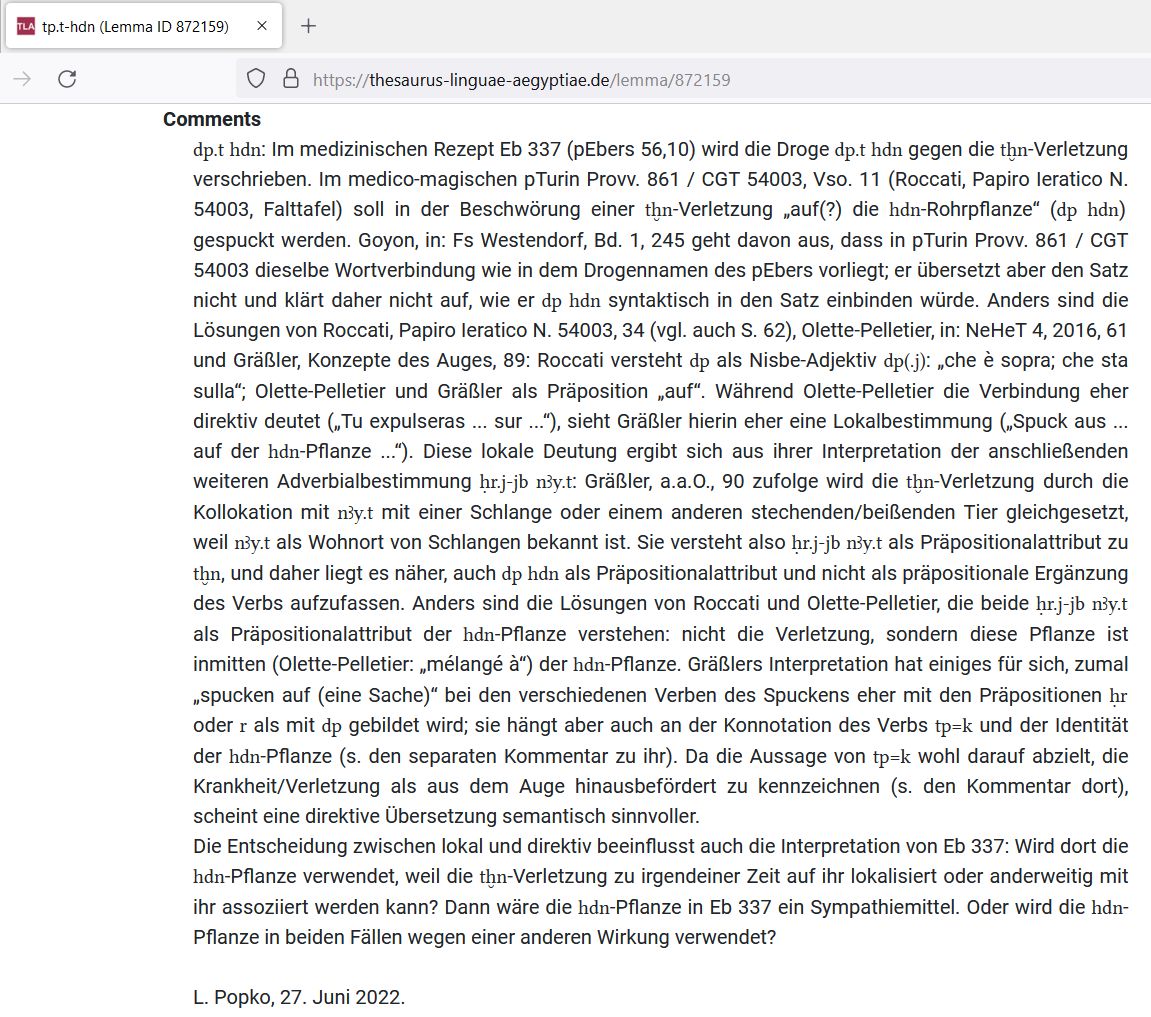 TLA tp.t-hdn (Lemma ID 872159)
https://thesaurus-linguae-aegyptiae.de/lemma/872159
Comments
dp.t hdn: Im medizinischen Rezept Eb 337 (pEbers 56,10) wird die Droge dp.t hdn gegen die tḫn-Verletzung
verschrieben. Im medico-magischen pTurin Provv. 861 / CGT 54003, Vso. 11 (Roccati, Papiro Ieratico N.
54003, Falttafel) soll in der Beschwörung einer tḫn-Verletzung „auf(?) die hdn-Rohrpflanze“ (dp hdn)
gespuckt werden. Goyon, in: Fs Westendorf, Bd. 1, 245 geht davon aus, dass in pTurin Provv. 861 / CGT
54003 dieselbe Wortverbindung wie in dem Drogennamen des pEbers vorliegt; er übersetzt aber den Satz
nicht und klärt daher nicht auf, wie er dp hdn syntaktisch in den Satz einbinden würde. Anders sind die
Lösungen von Roccati, Papiro Ieratico N. 54003, 34 (vgl. auch S. 62), Olette-Pelletier, in: NeHeT 4, 2016, 61
und Gräßler, Konzepte des Auges, 89: Roccati versteht dp als Nisbe-Adjektiv dp(.j): „che è sopra; che sta
sulla“; Olette-Pelletier und Gräßler als Präposition „auf“. Während Olette-Pelletier die Verbindung eher
direktiv deutet („Tu expulseras ... sur ...“), sieht Gräßler hierin eher eine Lokalbestimmung („Spuck aus ...
auf der hdn-Pflanze ...“). Diese lokale Deutung ergibt sich aus ihrer Interpretation der anschließenden
weiteren Adverbialbestimmung ḥr.j-jb nꜣy.t: Gräßler, a.a.O., 90 zufolge wird die tḫn-Verletzung durch die
Kollokation mit nꜣy.t mit einer Schlange oder einem anderen stechenden/beißenden Tier gleichgesetzt,
weil nꜣy.t als Wohnort von Schlangen bekannt ist. Sie versteht also ḥr.j-jb nꜣy.t als Präpositionalattribut zu
tḫn, und daher liegt es näher, auch dp hdn als Präpositionalattribut und nicht als präpositionale Ergänzung
des Verbs aufzufassen. Anders sind die Lösungen von Roccati und Olette-Pelletier, die beide ḥr.j-jb nꜣy.t
als Präpositionalattribut der hdn-Pflanze verstehen: nicht die Verletzung, sondern diese Pflanze ist
inmitten (Olette-Pelletier: „mélangé à“) der hdn-Pflanze. Gräßlers Interpretation hat einiges für sich, zumal
„spucken auf (eine Sache)“ bei den verschiedenen Verben des Spuckens eher mit den Präpositionen ḥr
oder r als mit dp gebildet wird; sie hängt aber auch an der Konnotation des Verbs tp=k und der Identität
der hdn-Pflanze (s. den separaten Kommentar zu ihr). Da die Aussage von tp=k wohl darauf abzielt, die
Krankheit/Verletzung als aus dem Auge hinausbefördert zu kennzeichnen (s. den Kommentar dort),
scheint eine direktive Übersetzung semantisch sinnvoller.
Die Entscheidung zwischen lokal und direktiv beeinflusst auch die Interpretation von Eb 337: Wird dort die
hdn-Pflanze verwendet, weil die tḫn-Verletzung zu irgendeiner Zeit auf ihr lokalisiert oder anderweitig mit
ihr assoziiert werden kann? Dann wäre die hdn-Pflanze in Eb 337 ein Sympathiemittel. Oder wird die hdn-
Pflanze in beiden Fällen wegen einer anderen Wirkung verwendet?
L. Popko, 27. Juni 2022.